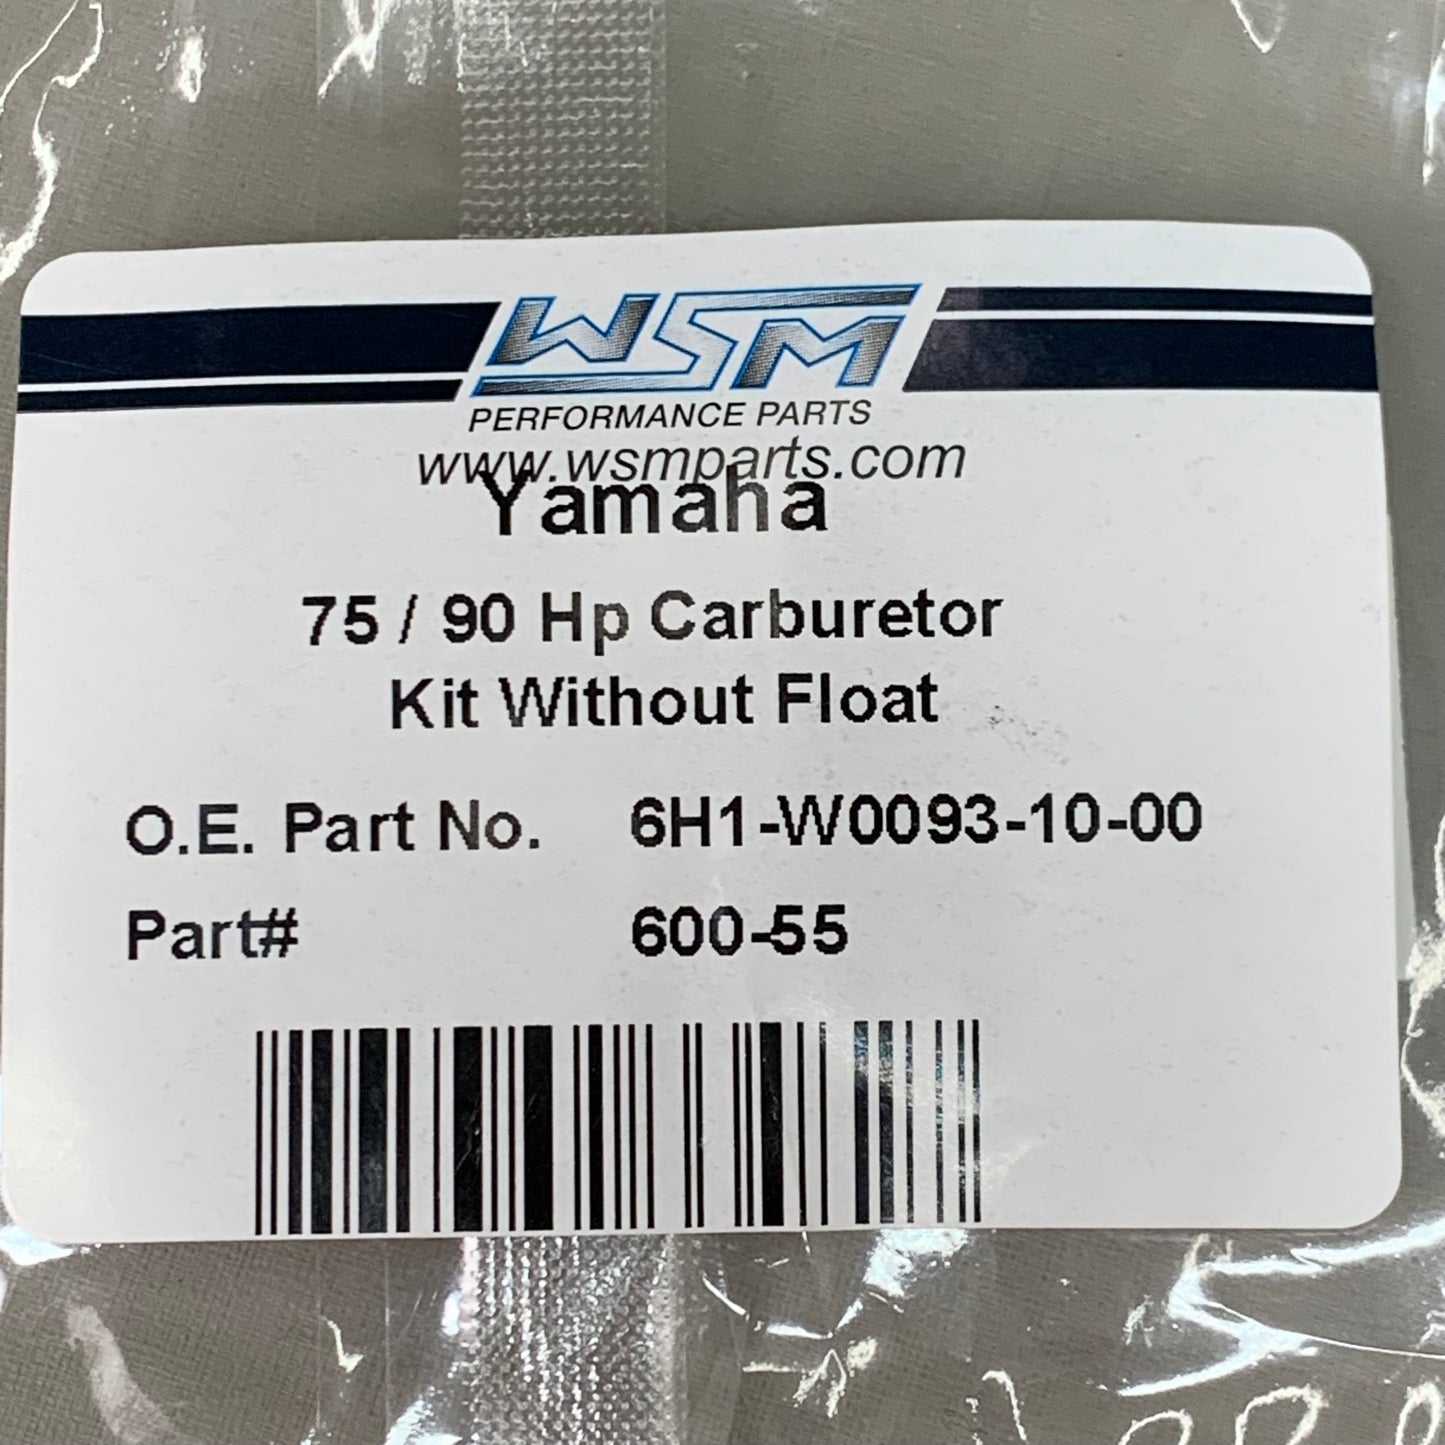 WSM
PERFORMANCE PARTS
www.wsmparts.com
Yamaha
75 / 90 Hp Carburetor
Kit Without Float
O.E. Part No. 6H1-W0093-10-00
Part# 600-55